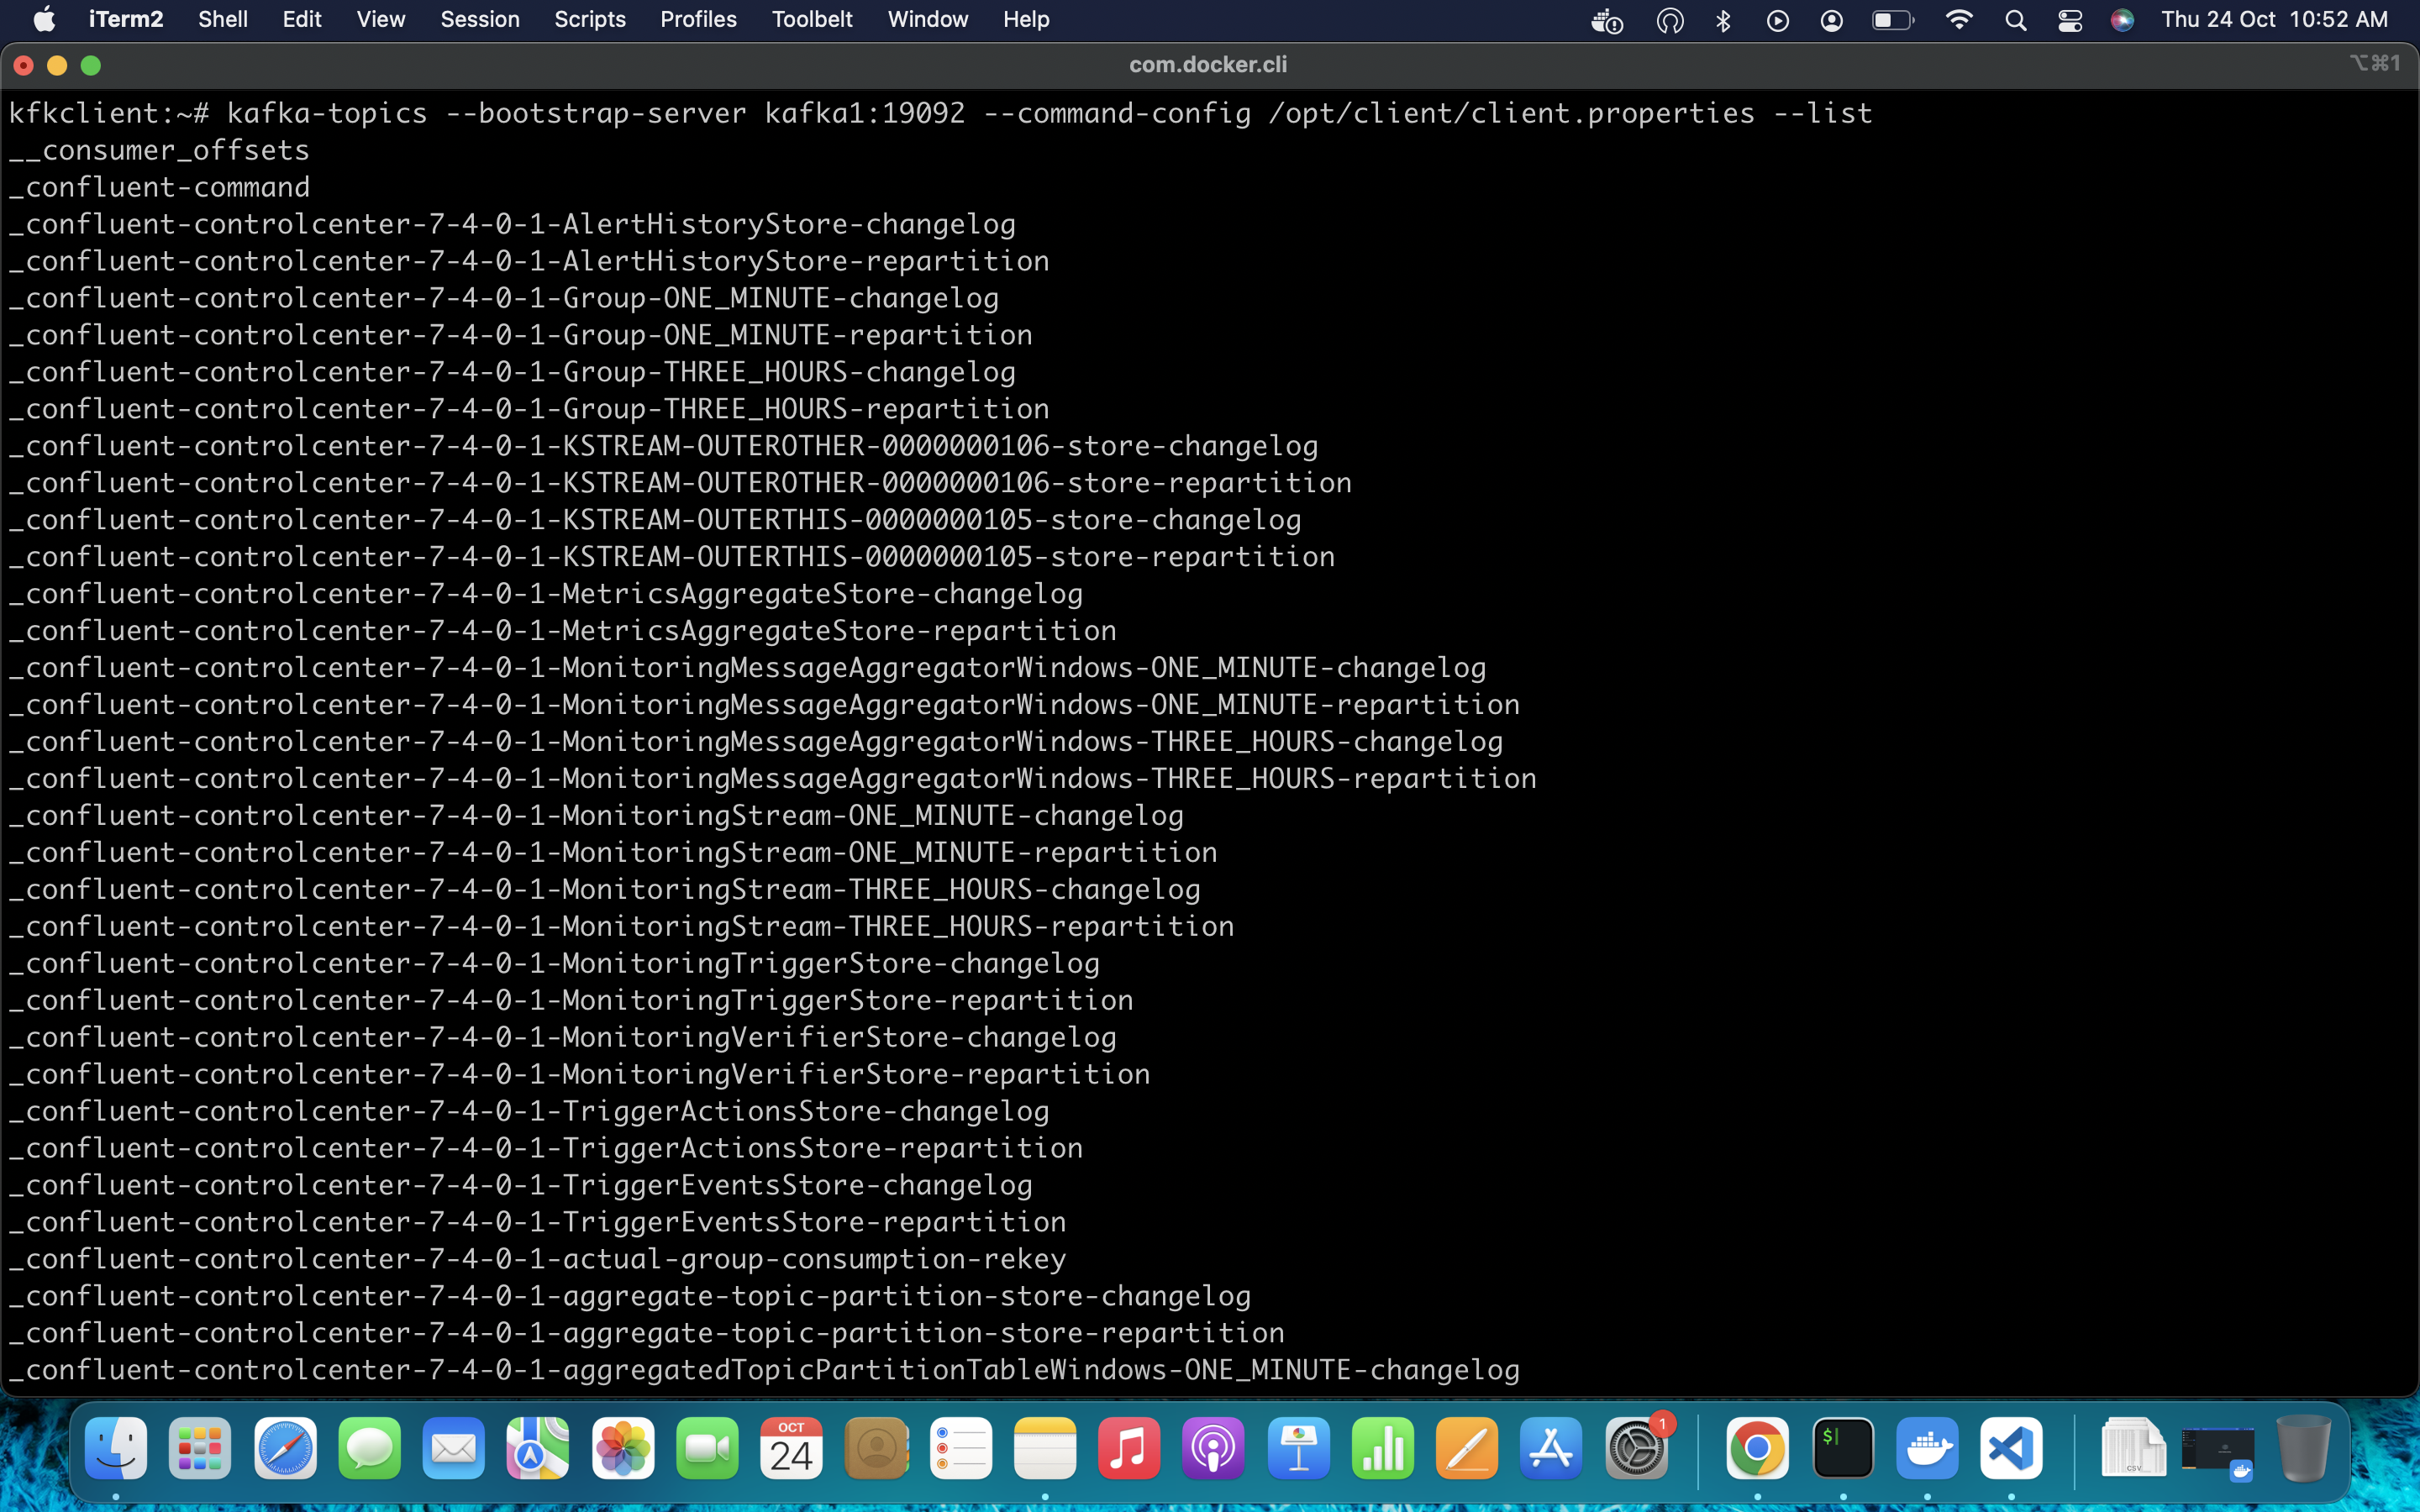 iTerm2 Shell Edit View Session Scripts Profiles Toolbelt Window Help Thu 24 Oct 10:52 AM
com.docker.cli ⌥⌘1
kfkclient:~# kafka-topics --bootstrap-server kafka1:19092 --command-config /opt/client/client.properties --list
__consumer_offsets
_confluent-command
_confluent-controlcenter-7-4-0-1-AlertHistoryStore-changelog
_confluent-controlcenter-7-4-0-1-AlertHistoryStore-repartition
_confluent-controlcenter-7-4-0-1-Group-ONE_MINUTE-changelog
_confluent-controlcenter-7-4-0-1-Group-ONE_MINUTE-repartition
_confluent-controlcenter-7-4-0-1-Group-THREE_HOURS-changelog
_confluent-controlcenter-7-4-0-1-Group-THREE_HOURS-repartition
_confluent-controlcenter-7-4-0-1-KSTREAM-OUTEROTHER-0000000106-store-changelog
_confluent-controlcenter-7-4-0-1-KSTREAM-OUTEROTHER-0000000106-store-repartition
_confluent-controlcenter-7-4-0-1-KSTREAM-OUTERTHIS-0000000105-store-changelog
_confluent-controlcenter-7-4-0-1-KSTREAM-OUTERTHIS-0000000105-store-repartition
_confluent-controlcenter-7-4-0-1-MetricsAggregateStore-changelog
_confluent-controlcenter-7-4-0-1-MetricsAggregateStore-repartition
_confluent-controlcenter-7-4-0-1-MonitoringMessageAggregatorWindows-ONE_MINUTE-changelog
_confluent-controlcenter-7-4-0-1-MonitoringMessageAggregatorWindows-ONE_MINUTE-repartition
_confluent-controlcenter-7-4-0-1-MonitoringMessageAggregatorWindows-THREE_HOURS-changelog
_confluent-controlcenter-7-4-0-1-MonitoringMessageAggregatorWindows-THREE_HOURS-repartition
_confluent-controlcenter-7-4-0-1-MonitoringStream-ONE_MINUTE-changelog
_confluent-controlcenter-7-4-0-1-MonitoringStream-ONE_MINUTE-repartition
_confluent-controlcenter-7-4-0-1-MonitoringStream-THREE_HOURS-changelog
_confluent-controlcenter-7-4-0-1-MonitoringStream-THREE_HOURS-repartition
_confluent-controlcenter-7-4-0-1-MonitoringTriggerStore-changelog
_confluent-controlcenter-7-4-0-1-MonitoringTriggerStore-repartition
_confluent-controlcenter-7-4-0-1-MonitoringVerifierStore-changelog
_confluent-controlcenter-7-4-0-1-MonitoringVerifierStore-repartition
_confluent-controlcenter-7-4-0-1-TriggerActionsStore-changelog
_confluent-controlcenter-7-4-0-1-TriggerActionsStore-repartition
_confluent-controlcenter-7-4-0-1-TriggerEventsStore-changelog
_confluent-controlcenter-7-4-0-1-TriggerEventsStore-repartition
_confluent-controlcenter-7-4-0-1-actual-group-consumption-rekey
_confluent-controlcenter-7-4-0-1-aggregate-topic-partition-store-changelog
_confluent-controlcenter-7-4-0-1-aggregate-topic-partition-store-repartition
_confluent-controlcenter-7-4-0-1-aggregatedTopicPartitionTableWindows-ONE_MINUTE-changelog
OCT
24
1
$
CSV